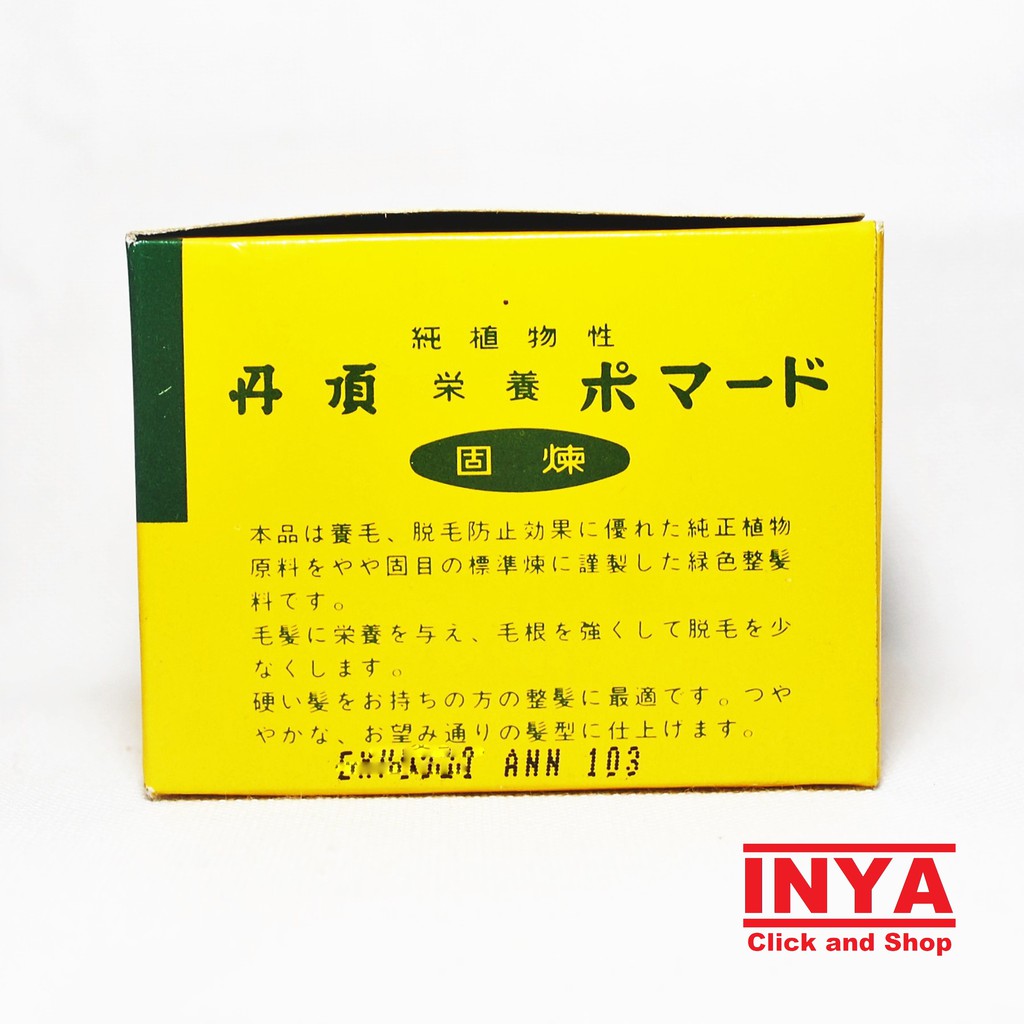 純植物性
丹頂 栄養 ポマード
固煉
本品は養毛、脱毛防止効果に優れた純正植物
原料をやや固目の標準煉に謹製した緑色整髪
料です。
毛髪に栄養を与え、毛根を強くして脱毛を少
なくします。
硬い髪をお持ちの方の整髪に最適です。つや
やかな、お望み通りの髪型に仕上げます。
ANN 103
INYA
Click and Shop